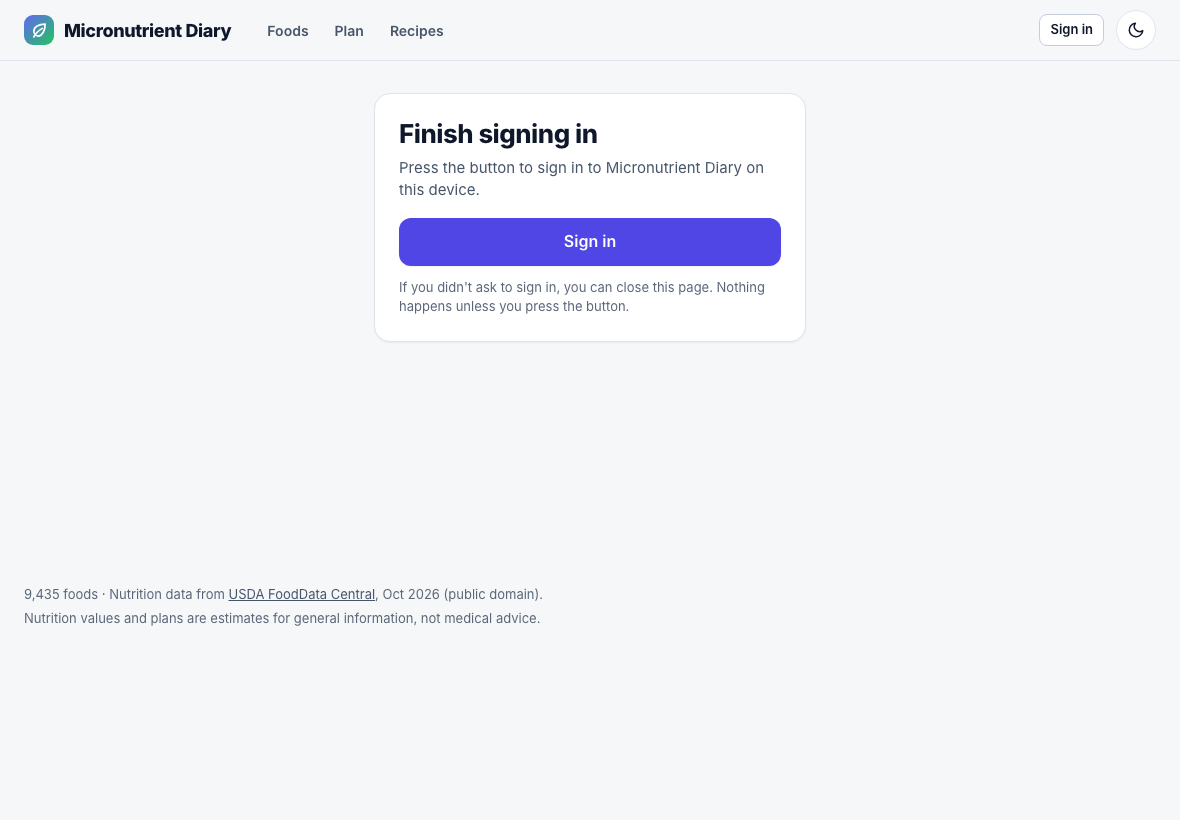 Micronutrient Diary
Foods
Plan
Recipes
Sign in
Finish signing in
Press the button to sign in to Micronutrient Diary on
this device.
Sign in
If you didn't ask to sign in, you can close this page. Nothing
happens unless you press the button.
9,435 foods · Nutrition data from USDA FoodData Central, Oct 2026 (public domain).
Nutrition values and plans are estimates for general information, not medical advice.